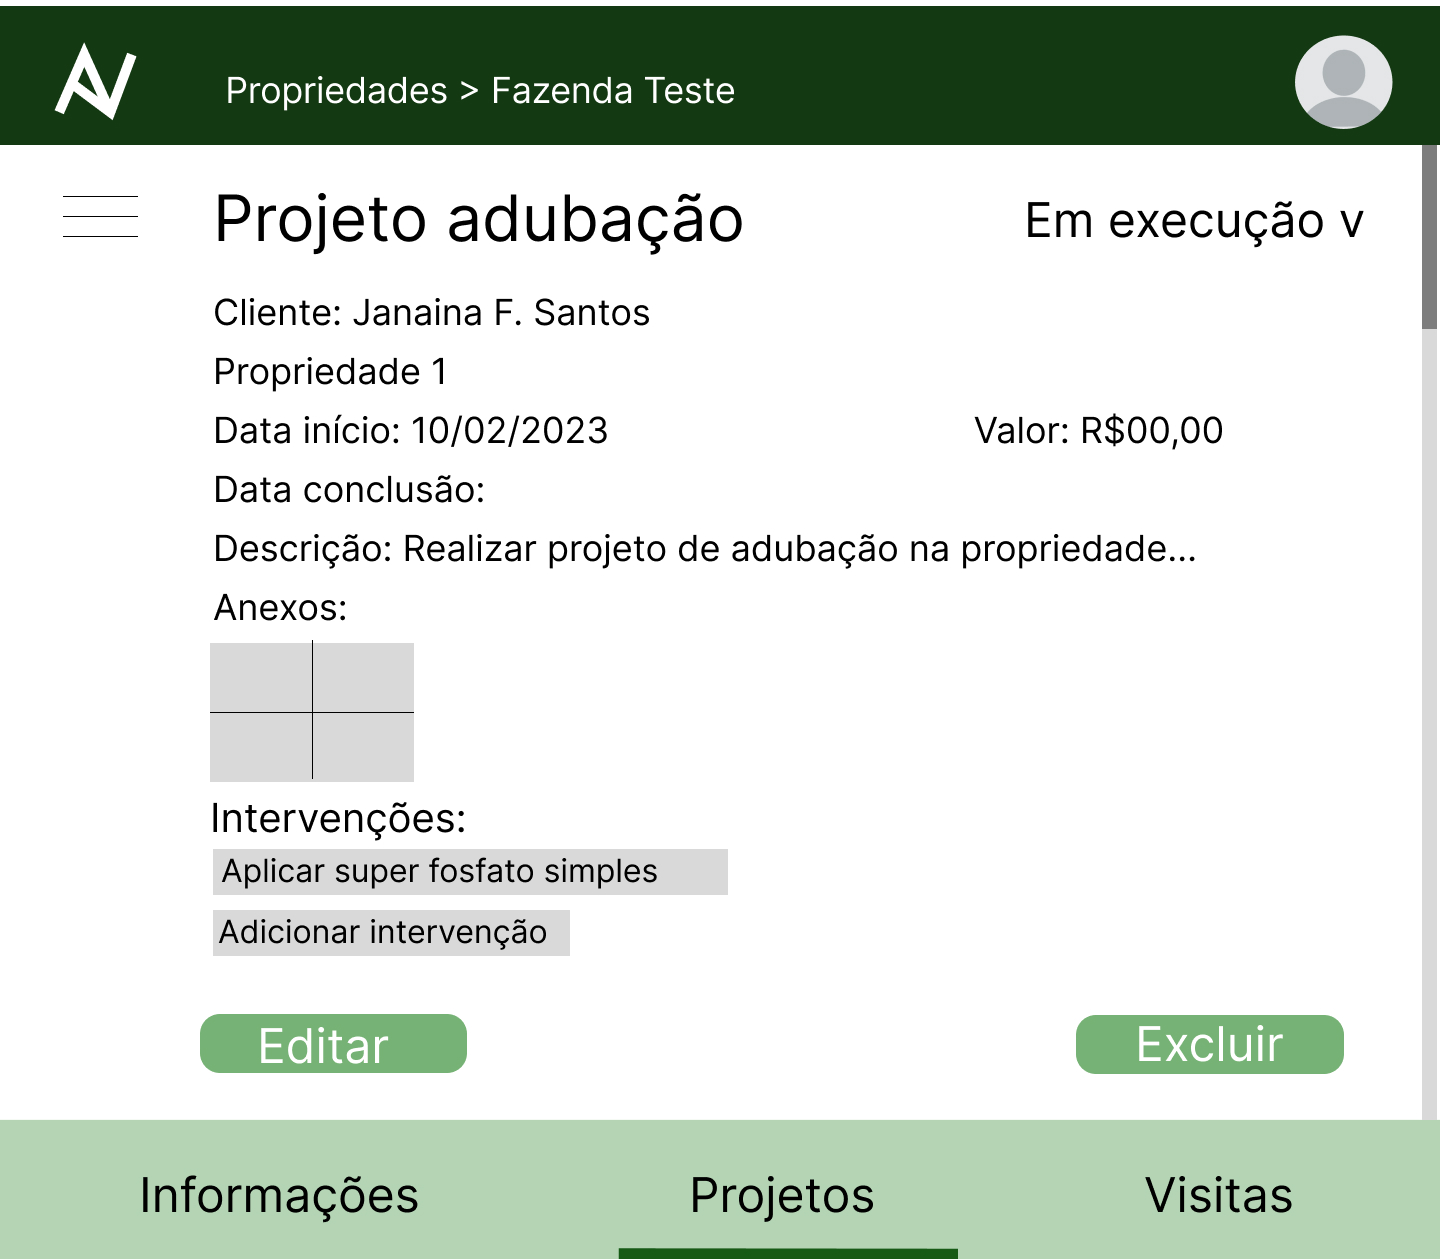 Propriedades > Fazenda Teste
Projeto adubação
Em execução v
Cliente: Janaina F. Santos
Propriedade 1
Data início: 10/02/2023
Valor: R$00,00
Data conclusão:
Descrição: Realizar projeto de adubação na propriedade...
Anexos:
Intervenções:
Aplicar super fosfato simples
Adicionar intervenção
Editar
Excluir
Informações
Projetos
Visitas